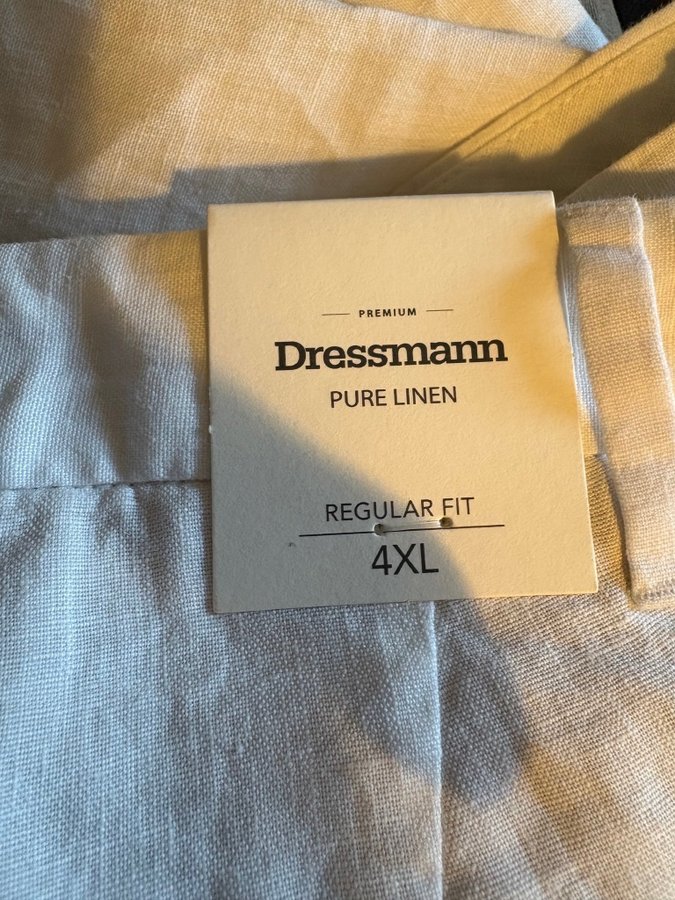 PREMIUM
Dressmann
PURE LINEN
REGULAR FIT
4XL